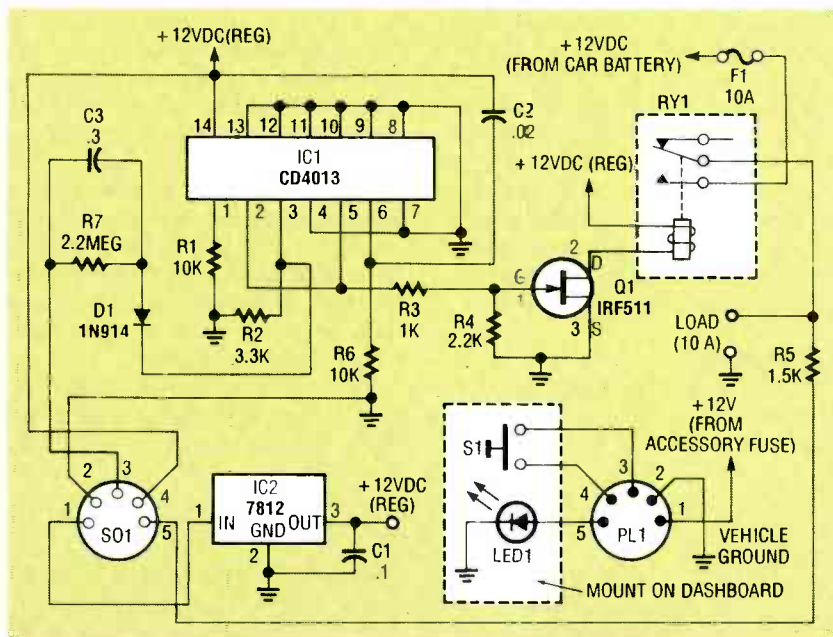 +12VDC(REG)
+12VDC
(FROM CAR BATTERY)
F1
10A
RY1
C3
.3
C2
.02
14 13 12 11 10 9 8
IC1
CD4013
1 2 3 4 5 6 7
+12VDC (REG)
R7
2.2MEG
R1
10K
D1
1N914
R2
3.3K
R3
1K
R6
10K
R4
2.2K
G
1
2
D
Q1
IRF511
3
S
LOAD
(10 A)
R5
1.5K
+12V
(FROM
ACCESSORY FUSE)
1 2 3 4 5
SO1
IC2
7812
GND
IN
OUT
1
2
3
+12VDC
(REG)
C1
.1
S1
LED1
5 4 3 2 1
PL1
VEHICLE
GROUND
MOUNT ON DASHBOARD